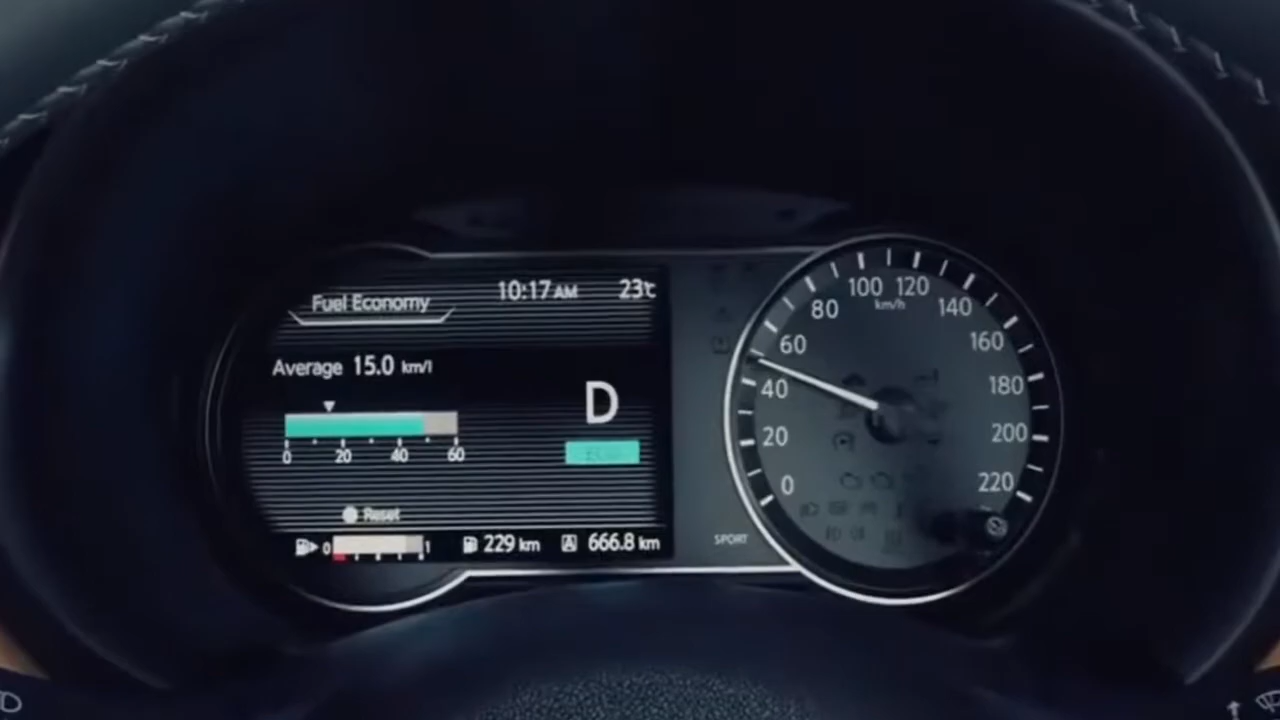 Fuel Economy
10:17 AM
23℃
Average 15.0 km/l
D
0 20 40 60
Reset
0 1
229 km
A 666.8 km
SPORT
0
20
40
60
80
100
120
140
160
180
200
220
km/h